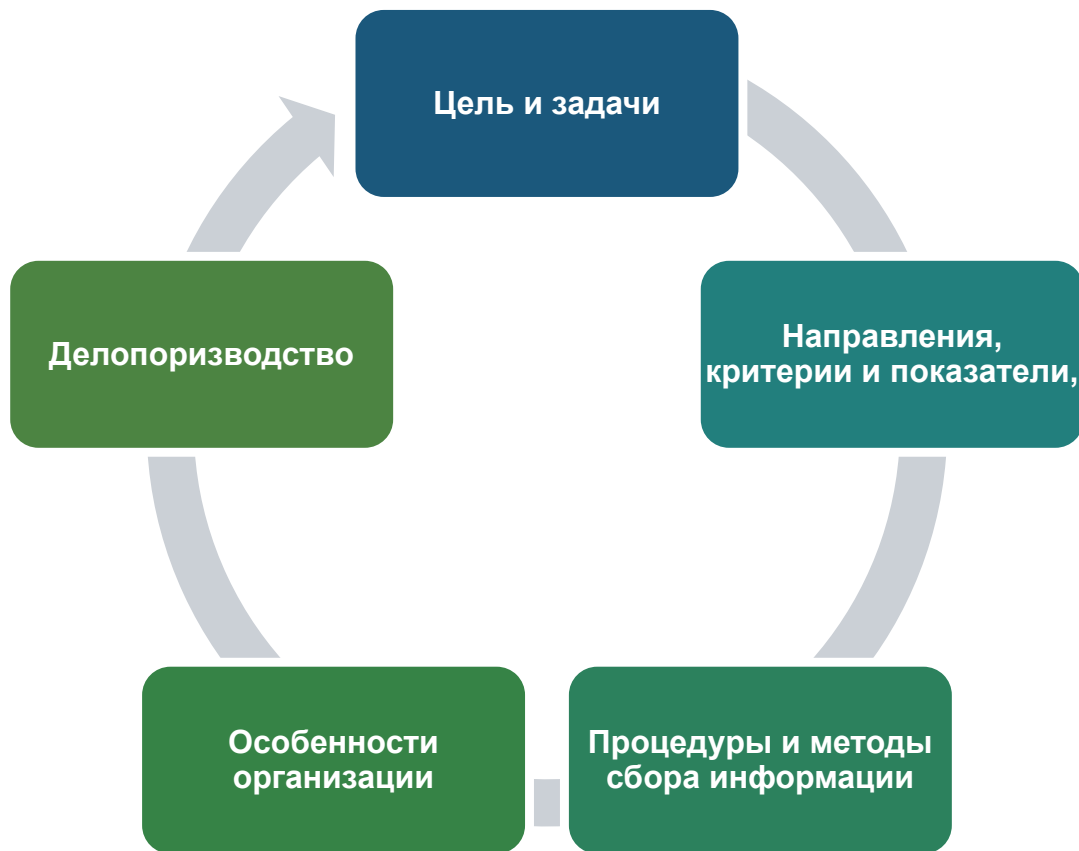 Цель и задачи
Направления,
критерии и показатели,
Процедуры и методы
сбора информации
Особенности
организации
Делопоризводство